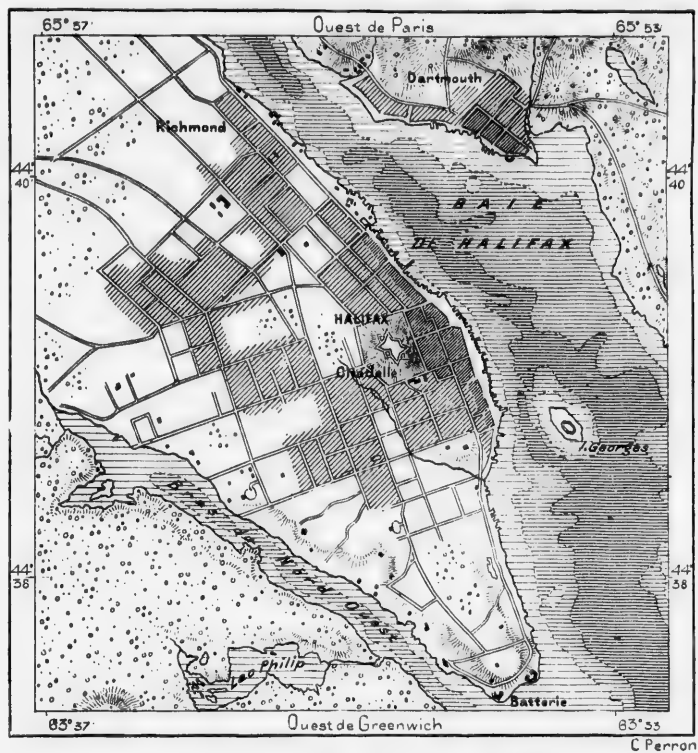 65°57' Ouest de Paris 65°53'
Dartmouth
Richmond
44° 40' 44° 40
BAIE
DE HALIFAX
HALIFAX
Citadelle
I. Georges
Bras du Nord Ouest
44° 38' 44° 38
Lac Philip
Batterie
63°37' Ouest de Greenwich 63°33
C Perron